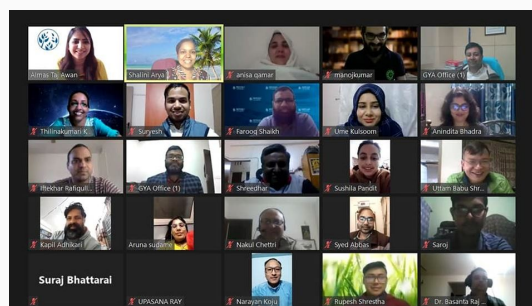 Almas Taj Awan
Shalini Arya
anisa qamar
manojkumar
GYA Office (1)
Thilinakumari K
Suryesh
Farooq Shaikh
Ume Kulsoom
Anindita Bhadra
Iftekhar Rafiqull...
GYA Office (1)
Shreedhar
Sushila Pandit
Uttam Babu Shr...
Kapil Adhikari
Aruna sudame
Nakul Chettri
Syed Abbas
Saroj
Suraj Bhattarai
UPASANA RAY
Narayan Koju
Rupesh Shrestha
Dr. Basanta Raj ...